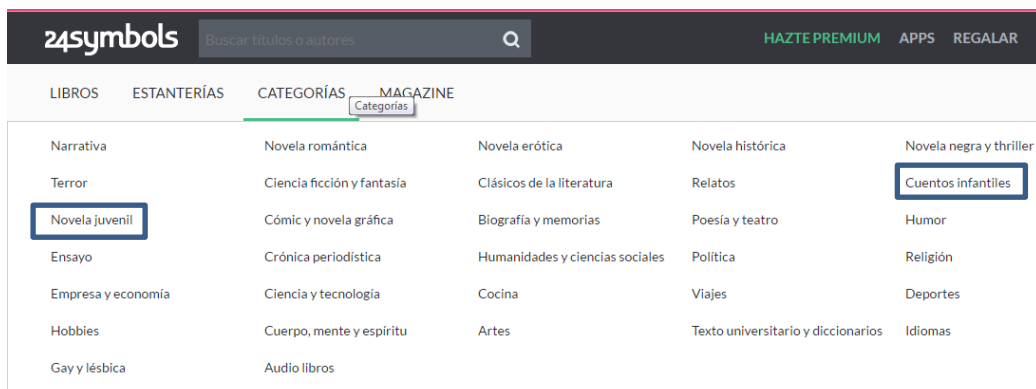 24symbols Buscar títulos o autores HAZTE PREMIUM APPS REGALAR
LIBROS ESTANTERÍAS CATEGORÍAS MAGAZINE
Categorías
Narrativa Novela romántica Novela erótica Novela histórica Novela negra y thriller
Terror Ciencia ficción y fantasía Clásicos de la literatura Relatos Cuentos infantiles
Novela juvenil Cómic y novela gráfica Biografía y memorias Poesía y teatro Humor
Ensayo Crónica periodística Humanidades y ciencias sociales Política Religión
Empresa y economía Ciencia y tecnología Cocina Viajes Deportes
Hobbies Cuerpo, mente y espíritu Artes Texto universitario y diccionarios Idiomas
Gay y lésbica Audio libros